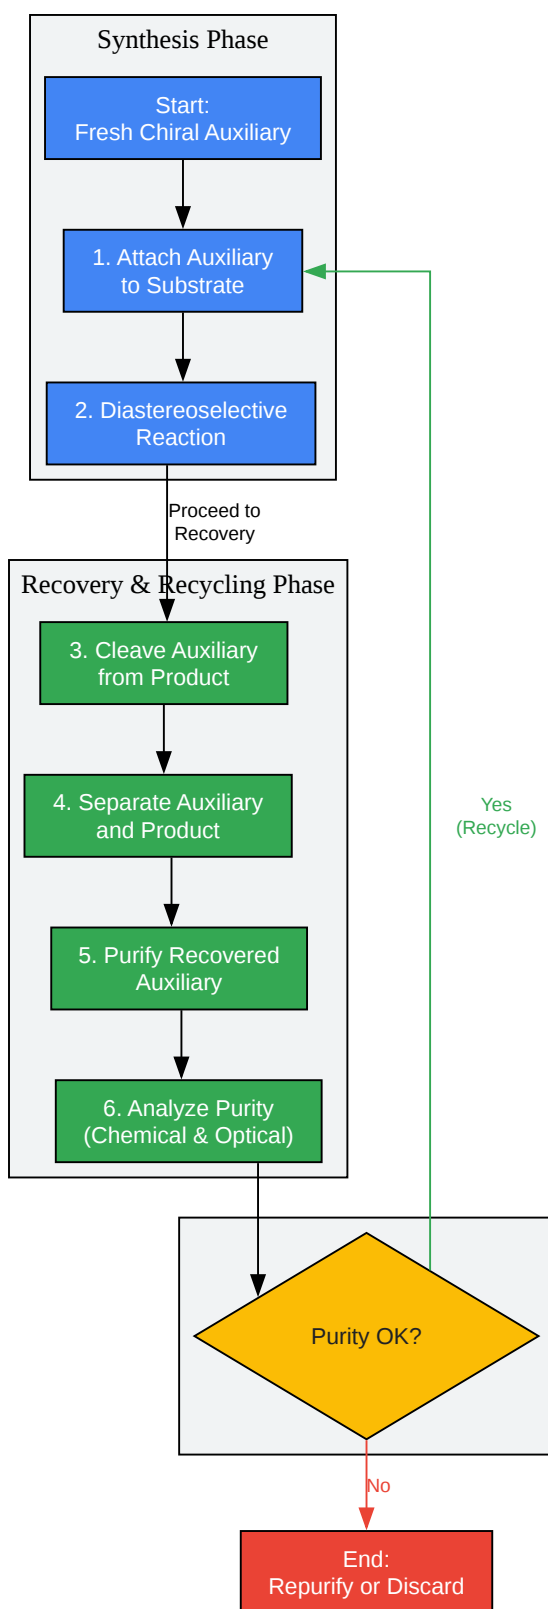 Synthesis Phase
Start:
Fresh Chiral Auxiliary
1. Attach Auxiliary
to Substrate
2. Diastereoselective
Reaction
Proceed to
Recovery
Recovery & Recycling Phase
3. Cleave Auxiliary
from Product
4. Separate Auxiliary
and Product
Yes
(Recycle)
5. Purify Recovered
Auxiliary
6. Analyze Purity
(Chemical & Optical)
Purity OK?
No
End:
Repurify or Discard